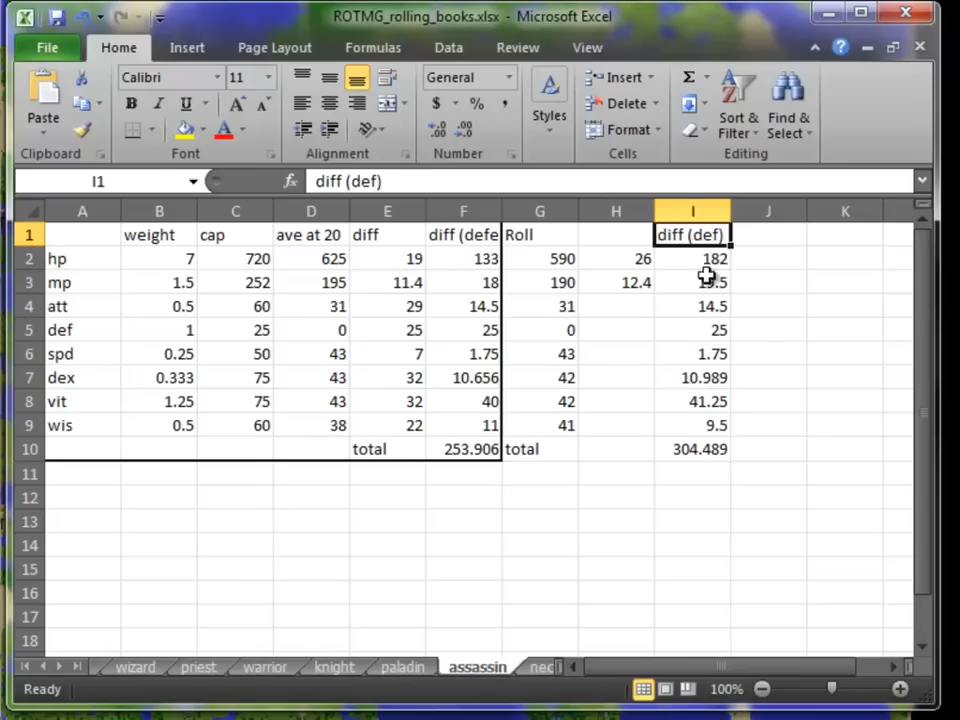 ROTMG_rolling_books.xlsx - Microsoft Excel
File Home Insert Page Layout Formulas Data Review View
Calibri 11 General Insert Σ
Paste B I U A A $ % , Styles Delete Sort & Filter Find & Select
Format
Clipboard Font Alignment Number Cells Editing
I1 fx diff (def)
A B C D E F G H I J K
1 weight cap ave at 20 diff diff (defe Roll diff (def)
2 hp 7 720 625 19 133 590 26 182
3 mp 1.5 252 195 11.4 18 190 12.4
4 att 0.5 60 31 29 14.5 31 14.5
5 def 1 25 0 25 25 0 25
6 spd 0.25 50 43 7 1.75 43 1.75
7 dex 0.333 75 43 32 10.656 42 10.989
8 vit 1.25 75 43 32 40 42 41.25
9 wis 0.5 60 38 22 11 41 9.5
10 total 253.906 total 304.489
11
12
13
14
15
16
17
18
wizard priest warrior knight paladin assassin nec
Ready 100%